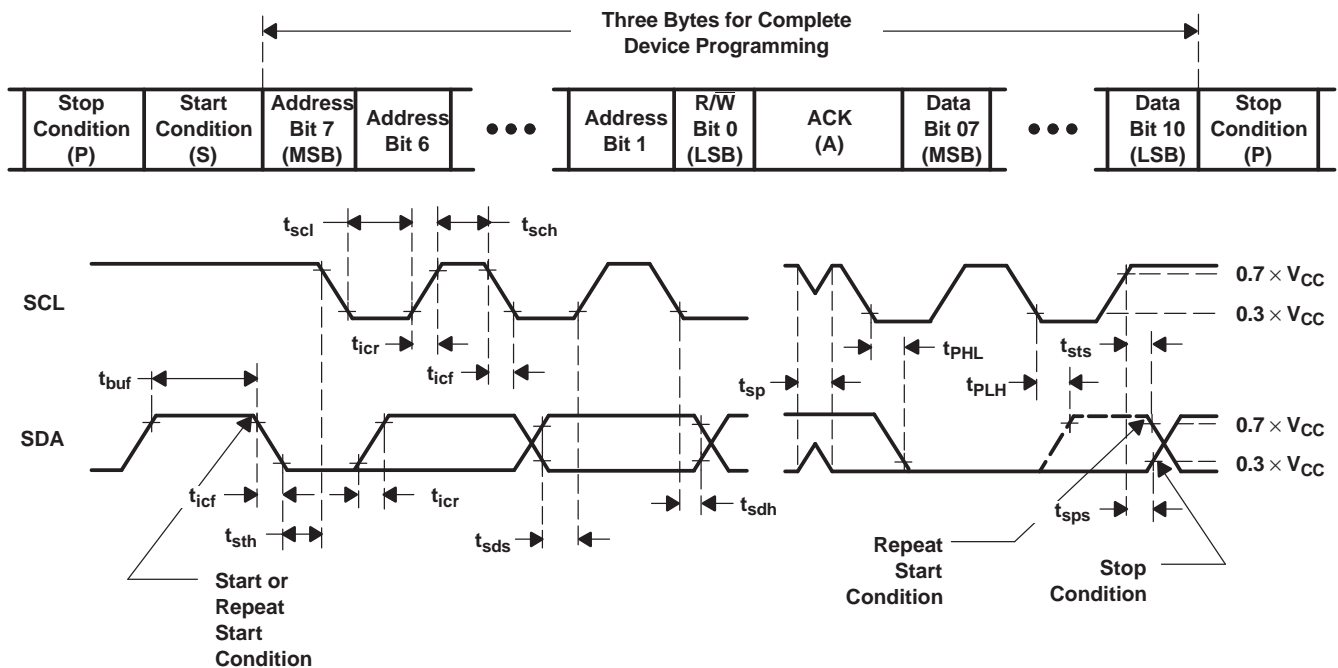 Three Bytes for Complete
Device Programming
Stop
Condition
(P)
Start
Condition
(S)
Address
Bit 7
(MSB)
Address
Bit 6
•••
Address
Bit 1
R/W̅
Bit 0
(LSB)
ACK
(A)
Data
Bit 07
(MSB)
•••
Data
Bit 10
(LSB)
Stop
Condition
(P)
tscl
tsch
SCL
0.7 × VCC
0.3 × VCC
ticr
tPHL
tsts
tbuf
ticf
tsp
tPLH
SDA
0.7 × VCC
0.3 × VCC
ticf
ticr
tsdh
tsps
tsth
tsds
Repeat
Start
Condition
Stop
Condition
Start or
Repeat
Start
Condition